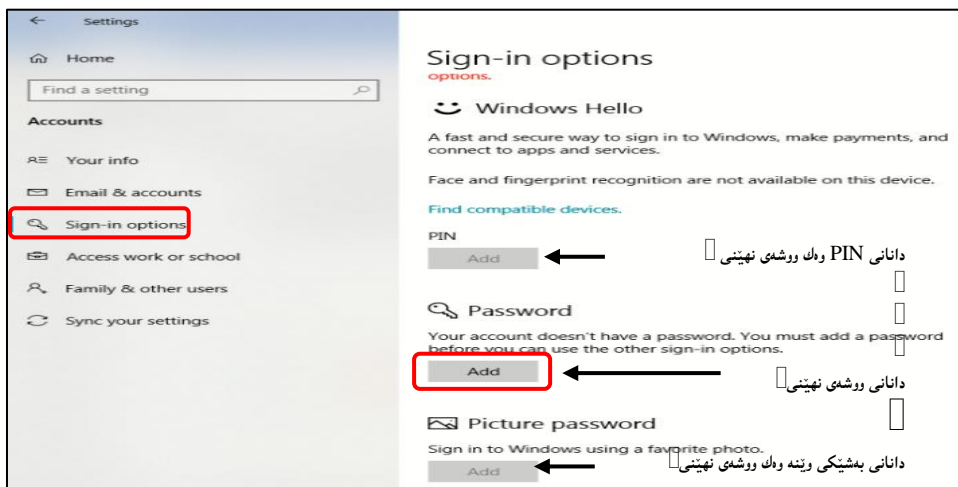 Settings
Home
Find a setting
Accounts
Your info
Email & accounts
Sign-in options
Access work or school
Family & other users
Sync your settings
Sign-in options
options.
Windows Hello
A fast and secure way to sign in to Windows, make payments, and
connect to apps and services.
Face and fingerprint recognition are not available on this device.
Find compatible devices.
PIN
Add
دانانی PIN وەك ووشەی نهێنی
Password
Your account doesn't have a password. You must add a password
before you can use the other sign-in options.
Add
دانانی ووشەی نهێنی
Picture password
Sign in to Windows using a favorite photo.
Add
دانانی بەشێكی وێنە وەك ووشەی نهێنی